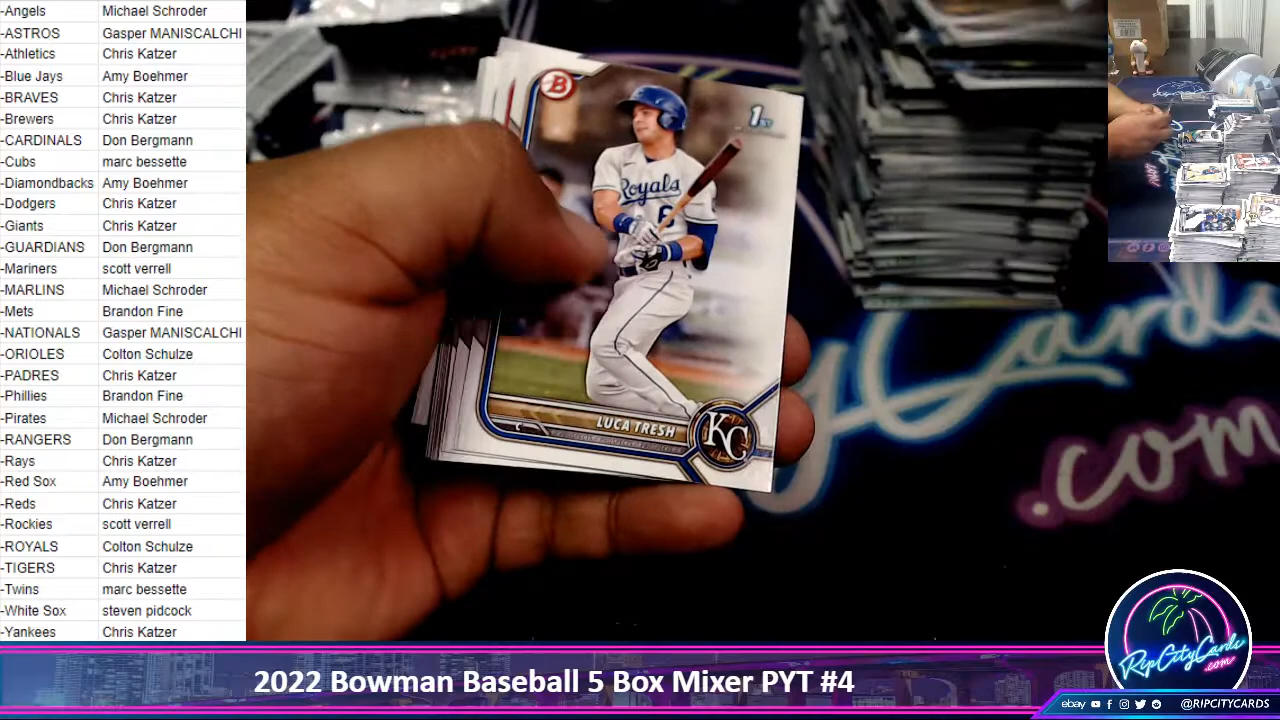 -Angels Michael Schroder
-ASTROS Gasper MANISCALCHI
-Athletics Chris Katzer
-Blue Jays Amy Boehmer
-BRAVES Chris Katzer
-Brewers Chris Katzer
-CARDINALS Don Bergmann
-Cubs marc bessette
-Diamondbacks Amy Boehmer
-Dodgers Chris Katzer
-Giants Chris Katzer
-GUARDIANS Don Bergmann
-Mariners scott verrell
-MARLINS Michael Schroder
-Mets Brandon Fine
-NATIONALS Gasper MANISCALCHI
-ORIOLES Colton Schulze
-PADRES Chris Katzer
-Phillies Brandon Fine
-Pirates Michael Schroder
-RANGERS Don Bergmann
-Rays Chris Katzer
-Red Sox Amy Boehmer
-Reds Chris Katzer
-Rockies scott verrell
-ROYALS Colton Schulze
-TIGERS Chris Katzer
-Twins marc bessette
-White Sox steven pidcock
-Yankees Chris Katzer
B
1st
Royals
6
LUCA TRESH
C
KC
yCards
.com
RipCityCards
.com
2022 Bowman Baseball 5 Box Mixer PYT #4
ebay @RIPCITYCARDS